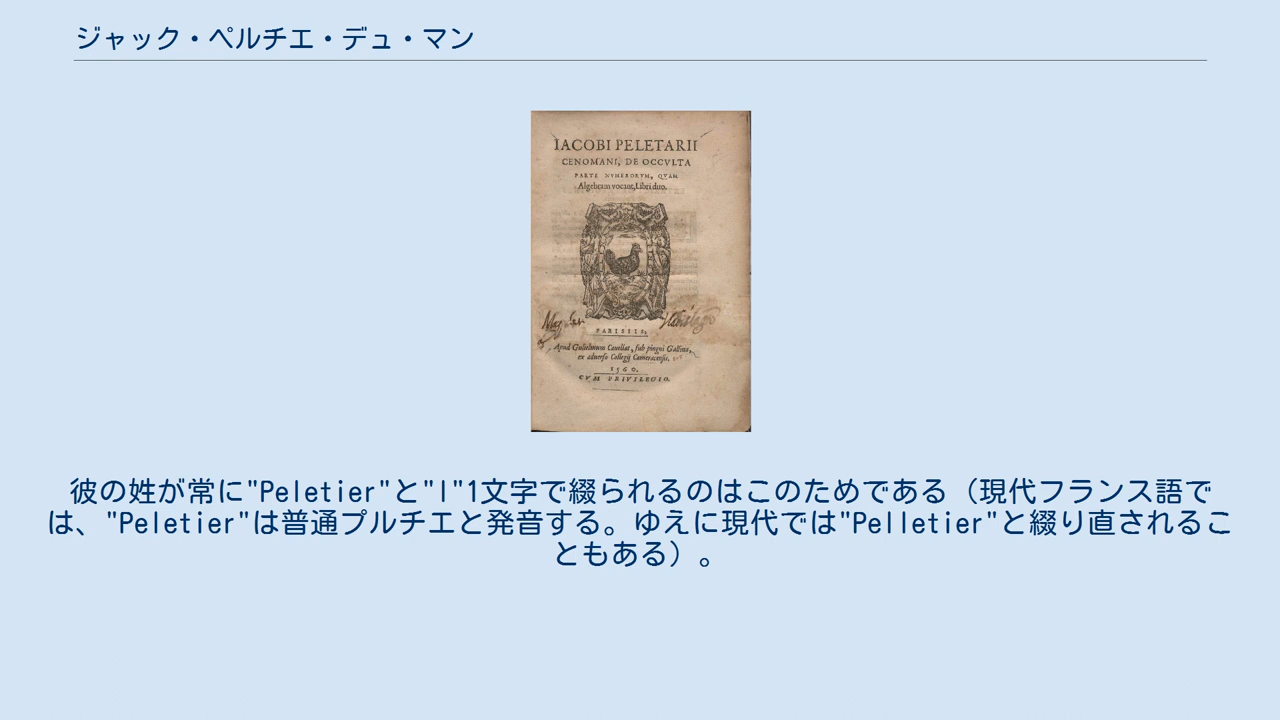 ジャック・ペルチエ・デュ・マン
IACOBI PELETARII
CENOMANI, DE OCCVLTA
PARTE NVMERORVM, QVAM
Algebram vocant, Libri duo.
PARISIIS,
Apud Gulielmum Cauellat, sub pingui Gallina,
ex aduerso Collegij Cameracensis.
1560.
CVM PRIVILEGIO.
彼の姓が常に"Peletier"と"l"1文字で綴られるのはこのためである（現代フランス語で
は、"Peletier"は普通プルチエと発音する。ゆえに現代では"Pelletier"と綴り直されるこ
ともある）。